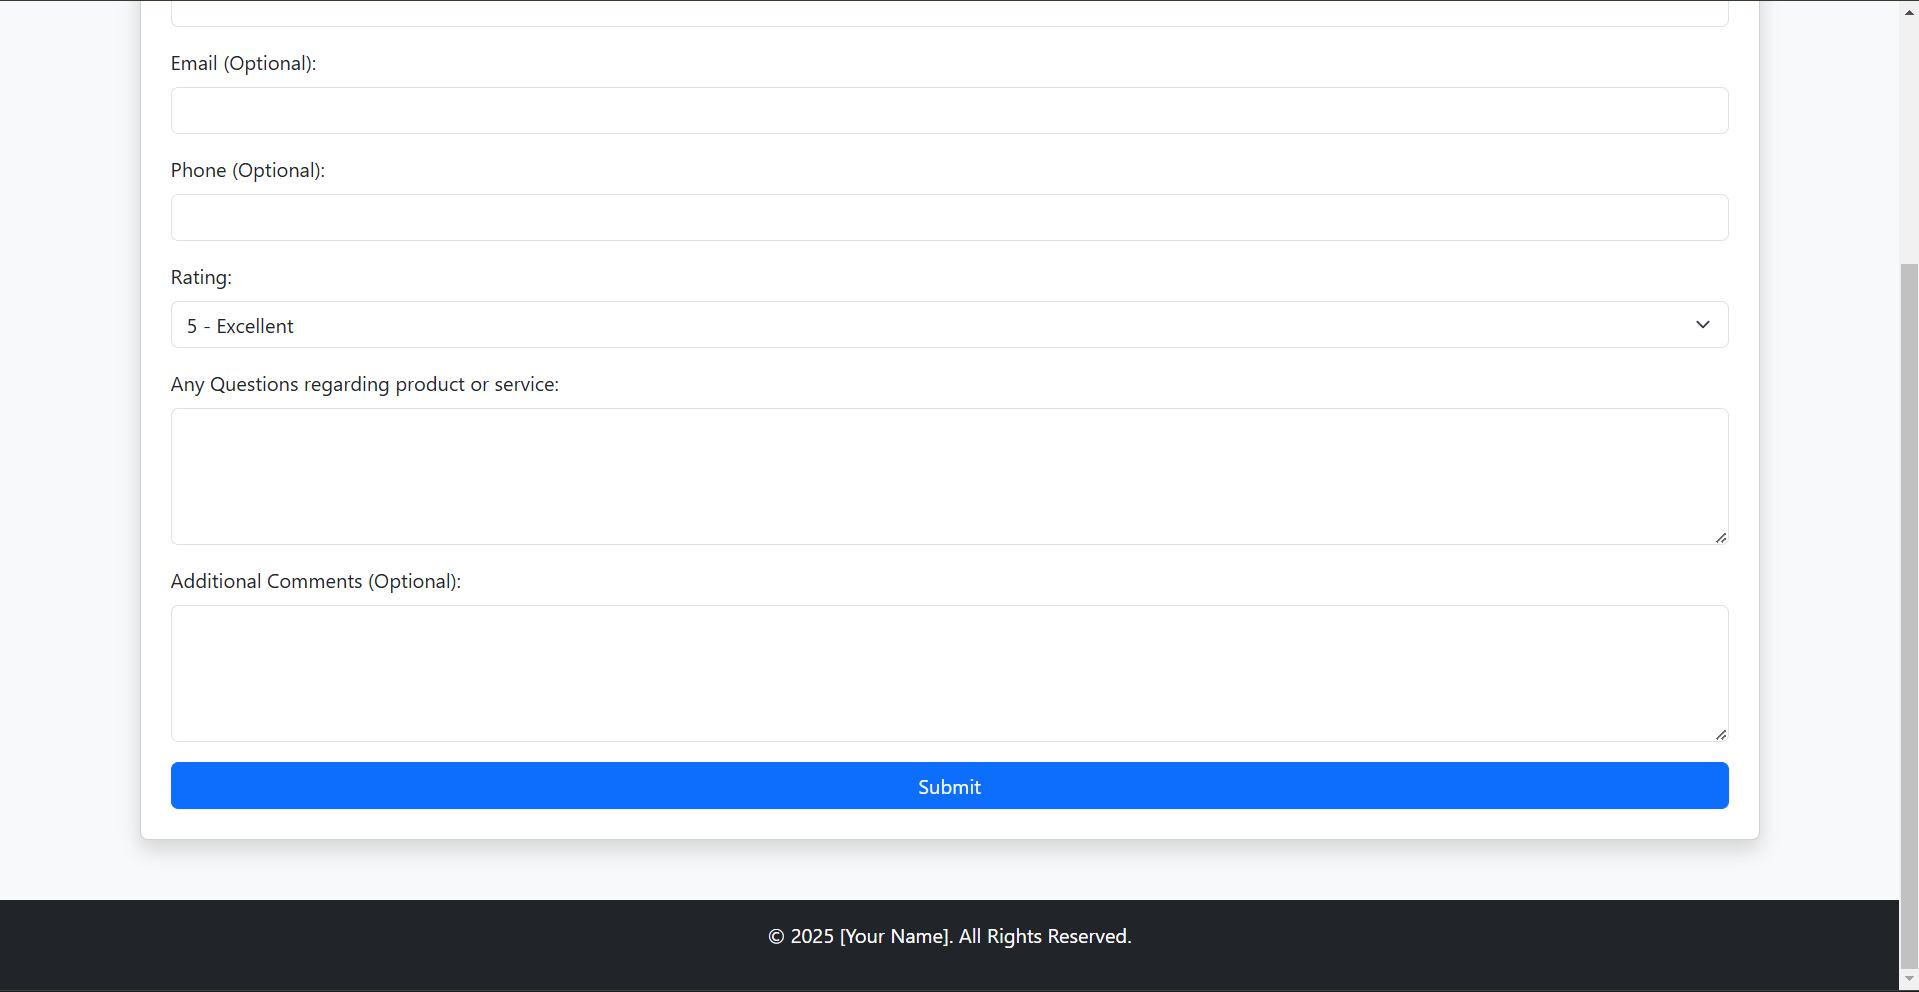 Email (Optional):
Phone (Optional):
Rating:
5 - Excellent
Any Questions regarding product or service:
Additional Comments (Optional):
Submit
© 2025 [Your Name]. All Rights Reserved.